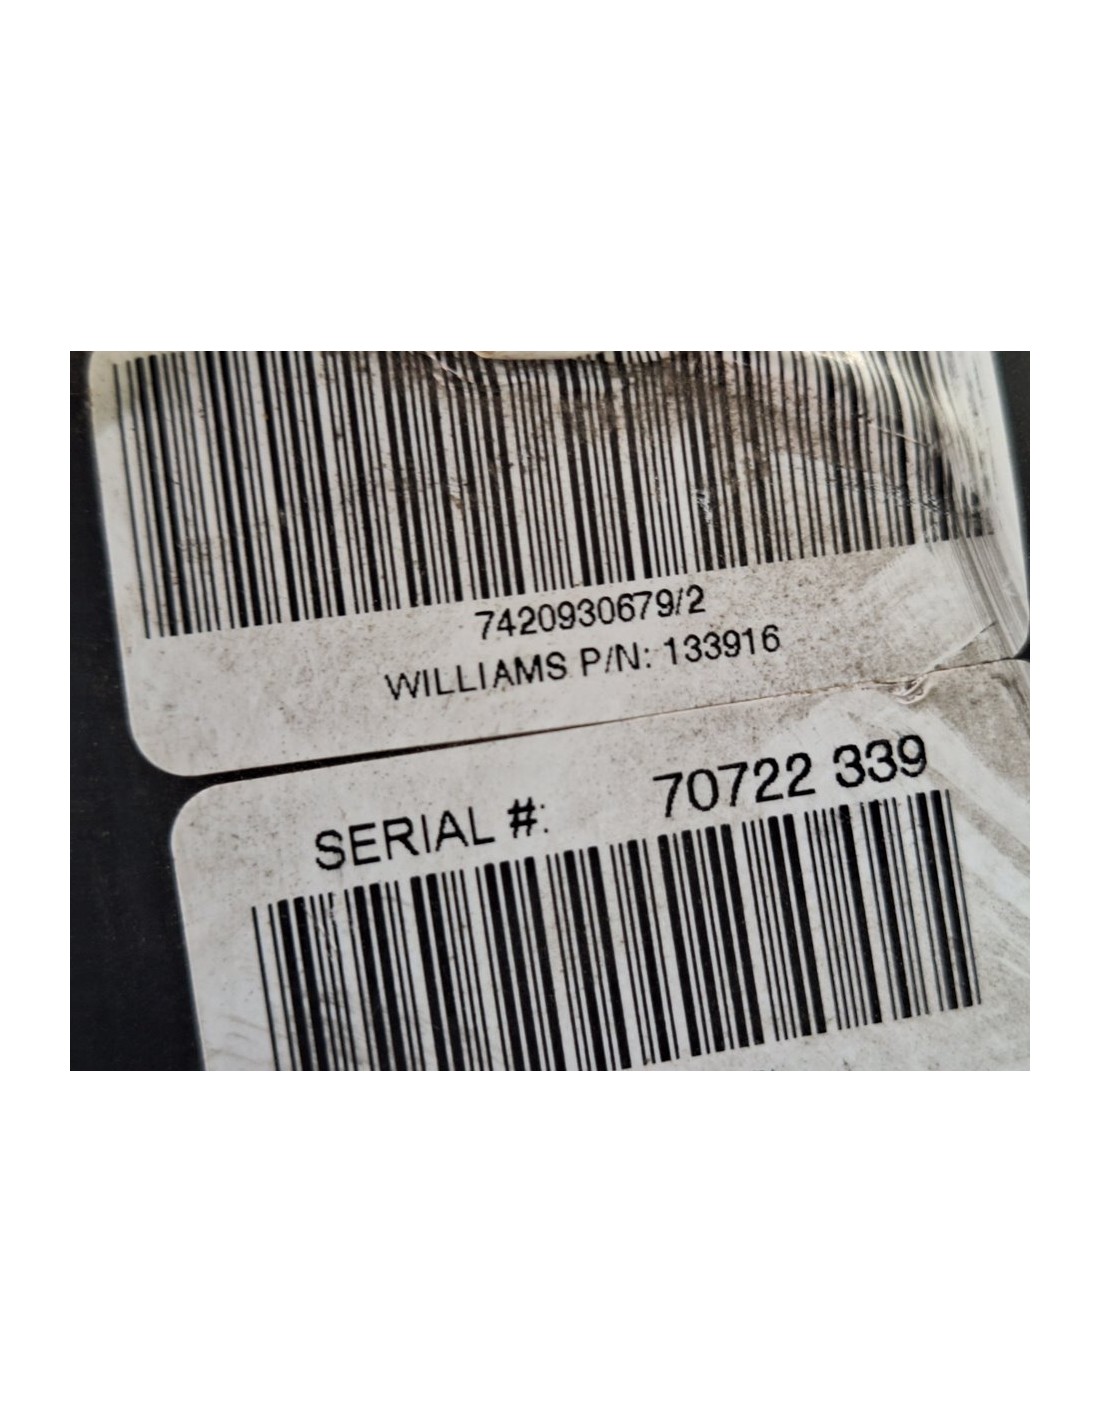 7420930679/2
WILLIAMS P/N: 133916
SERIAL #: 70722 339